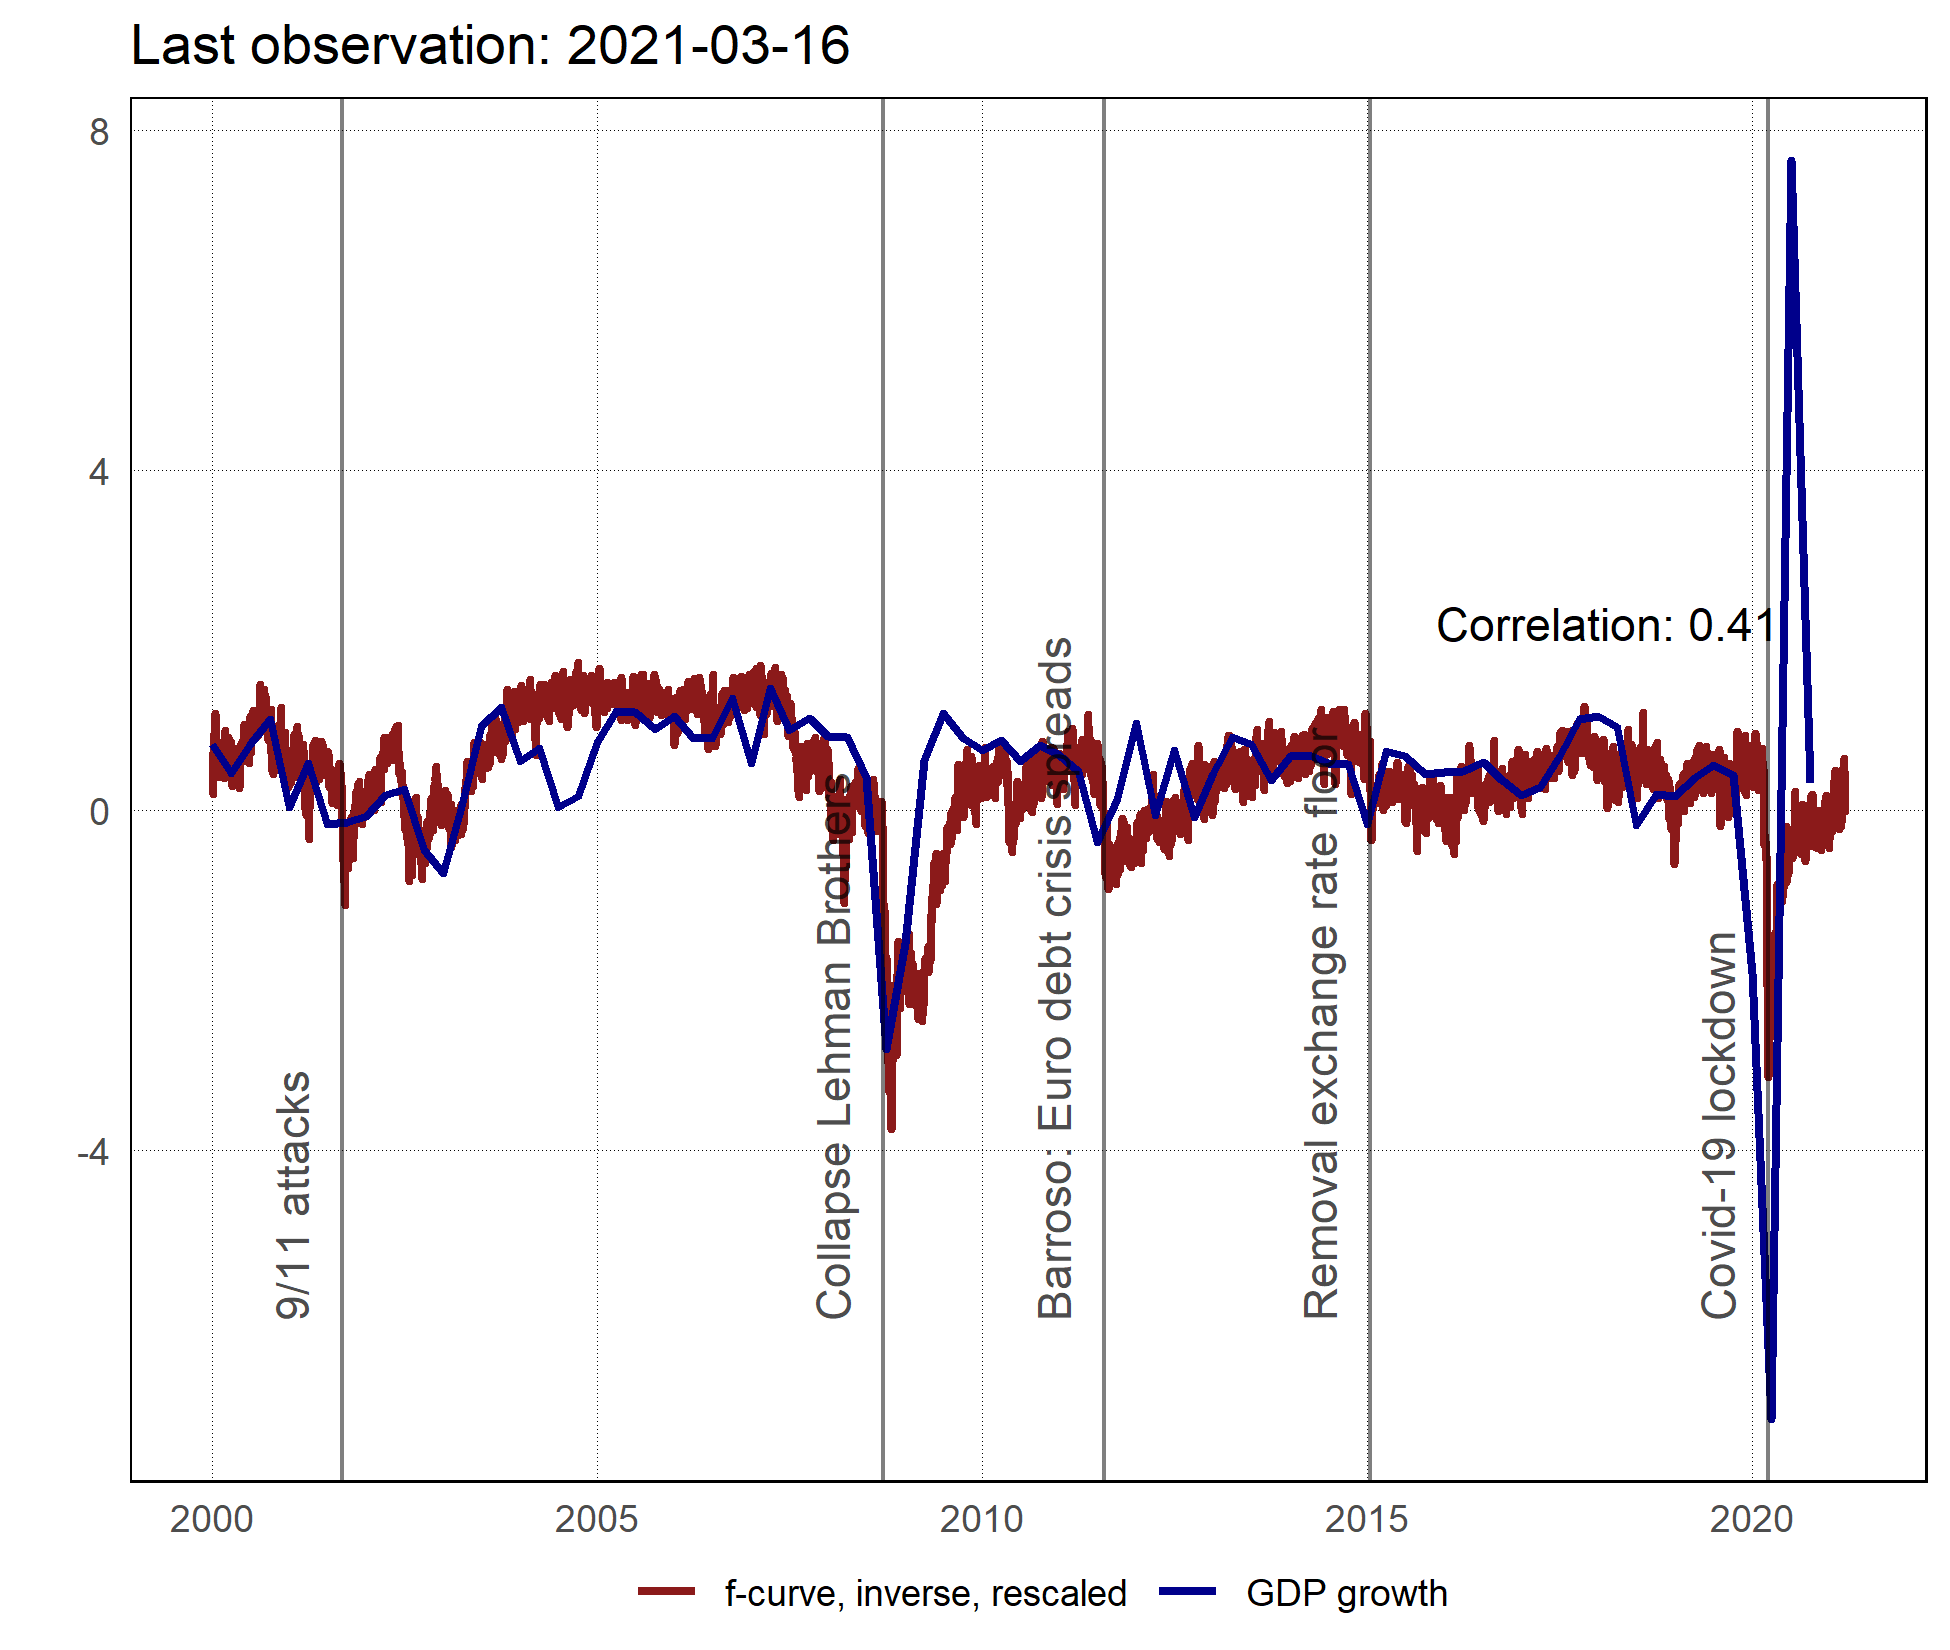 Last observation: 2021-03-16
8
4
0
-4
Correlation: 0.41
9/11 attacks
Collapse Lehman Brothers
Barroso: Euro debt crisis spreads
Removal exchange rate floor
Covid-19 lockdown
2000
2005
2010
2015
2020
f-curve, inverse, rescaled
GDP growth